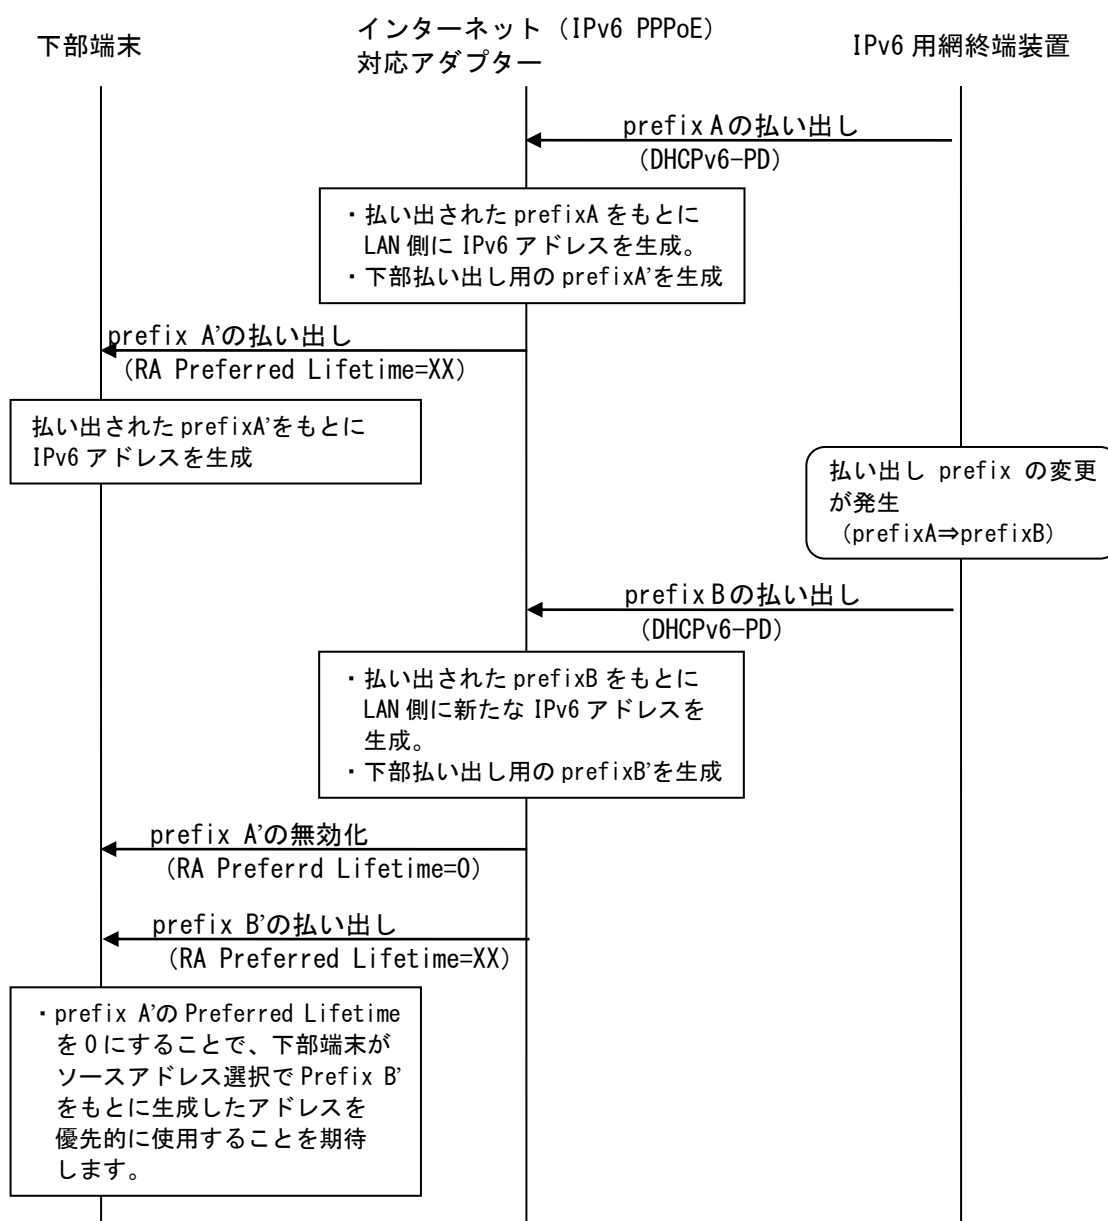 下部端末
インターネット（IPv6 PPPoE）
対応アダプター
IPv6 用網終端装置
prefix A の払い出し
（DHCPv6-PD）
・払い出された prefixA をもとに
LAN 側に IPv6 アドレスを生成。
・下部払い出し用の prefixA’を生成
prefix A’の払い出し
（RA Preferred Lifetime=XX）
払い出された prefixA’をもとに
IPv6 アドレスを生成
払い出し prefix の変更
が発生
（prefixA⇒prefixB）
prefix B の払い出し
（DHCPv6-PD）
・払い出された prefixB をもとに
LAN 側に新たな IPv6 アドレスを
生成。
・下部払い出し用の prefixB’を生成
prefix A’の無効化
（RA Preferrd Lifetime=0）
prefix B’の払い出し
（RA Preferred Lifetime=XX）
・prefix A’の Preferred Lifetime
を 0 にすることで、下部端末が
ソースアドレス選択で Prefix B’
をもとに生成したアドレスを
優先的に使用することを期待
します。